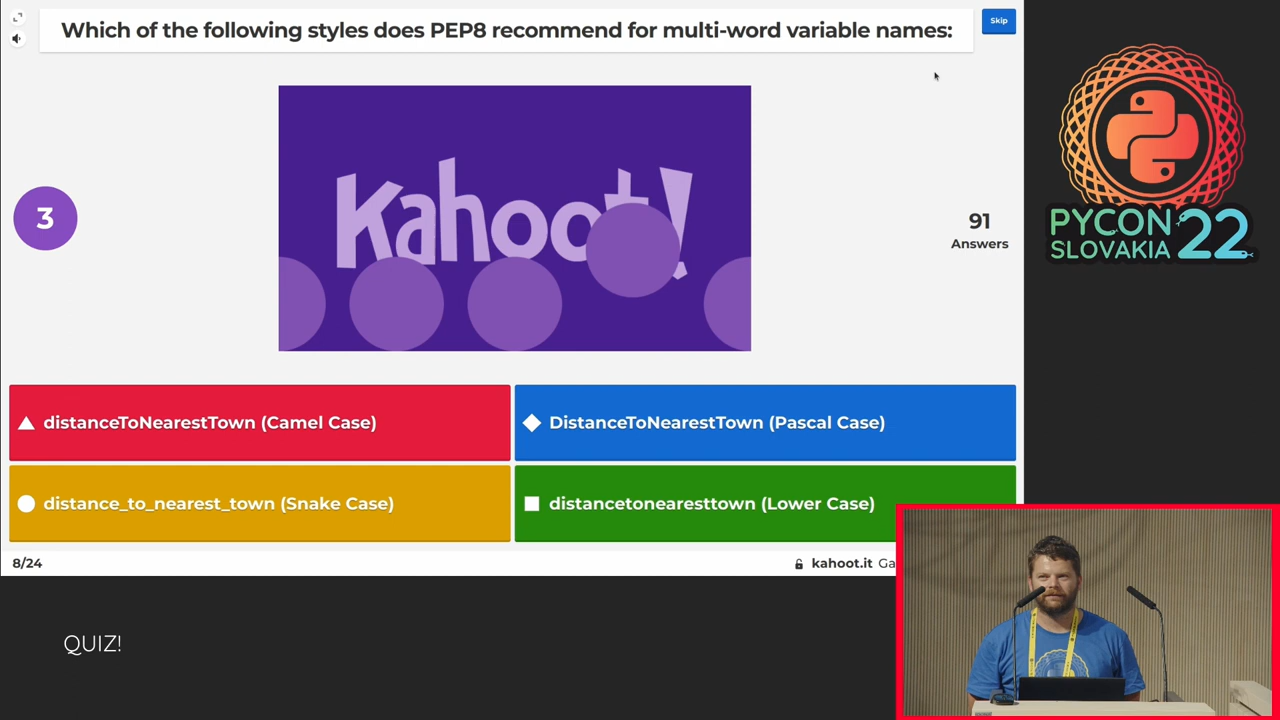 Which of the following styles does PEP8 recommend for multi-word variable names:
Skip
Kahoot!
3
91
Answers
distanceToNearestTown (Camel Case)
DistanceToNearestTown (Pascal Case)
distance_to_nearest_town (Snake Case)
distancetonearesttown (Lower Case)
8/24
kahoot.it Ga
PYCON
SLOVAKIA 22
QUIZ!